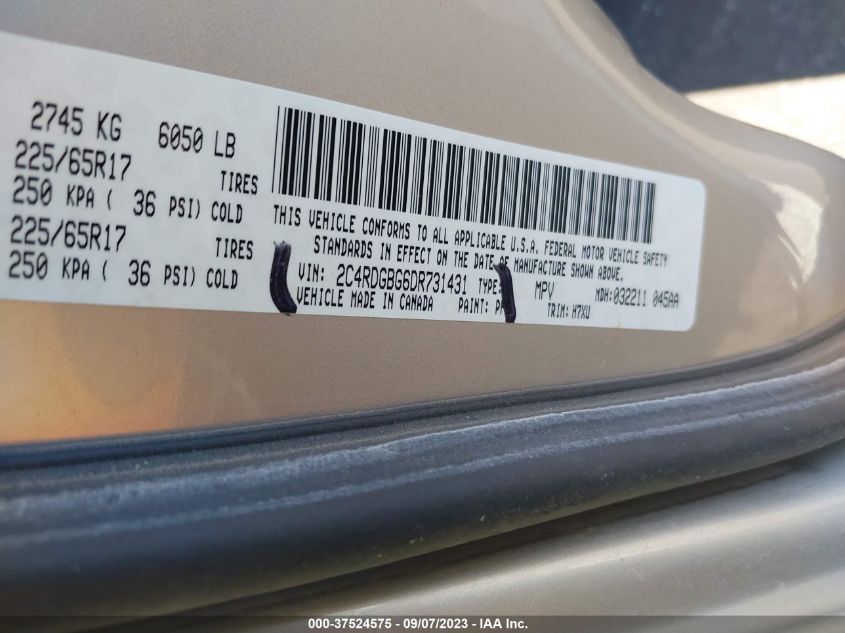 2745 KG 6050 LB
225/65R17 TIRES
250 KPA ( 36 PSI) COLD
225/65R17 TIRES
250 KPA ( 36 PSI) COLD
THIS VEHICLE CONFORMS TO ALL APPLICABLE U.S.A. FEDERAL MOTOR VEHICLE SAFETY
STANDARDS IN EFFECT ON THE DATE OF MANUFACTURE SHOWN ABOVE.
VIN: 2C4RDGBG6DR731431 TYPE: MPV MDH:032211 045AA
VEHICLE MADE IN CANADA PAINT: TRIM: H7XU
000-37524575 - 09/07/2023 - IAA Inc.